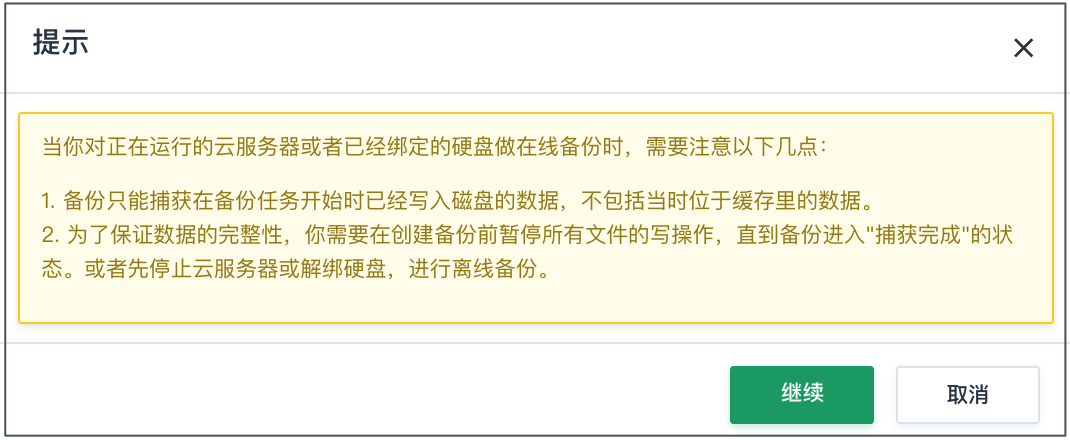 提示
当你对正在运行的云服务器或者已经绑定的硬盘做在线备份时，需要注意以下几点：
1. 备份只能捕获在备份任务开始时已经写入磁盘的数据，不包括当时位于缓存里的数据。
2. 为了保证数据的完整性，你需要在创建备份前暂停所有文件的写操作，直到备份进入"捕获完成"的状
态。或者先停止云服务器或解绑硬盘，进行离线备份。
继续
取消